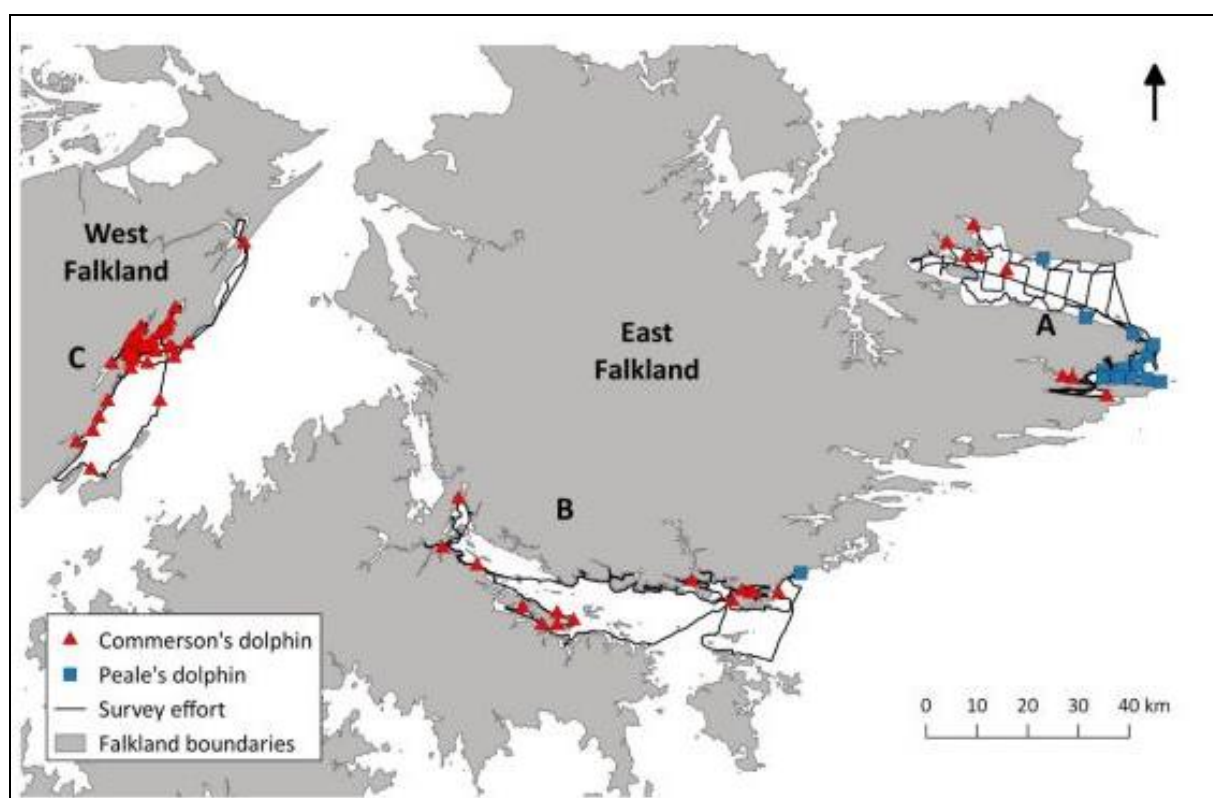 West
Falkland
C
East
Falkland
A
B
Commerson's dolphin
Peale's dolphin
Survey effort
Falkland boundaries
0 10 20 30 40 km